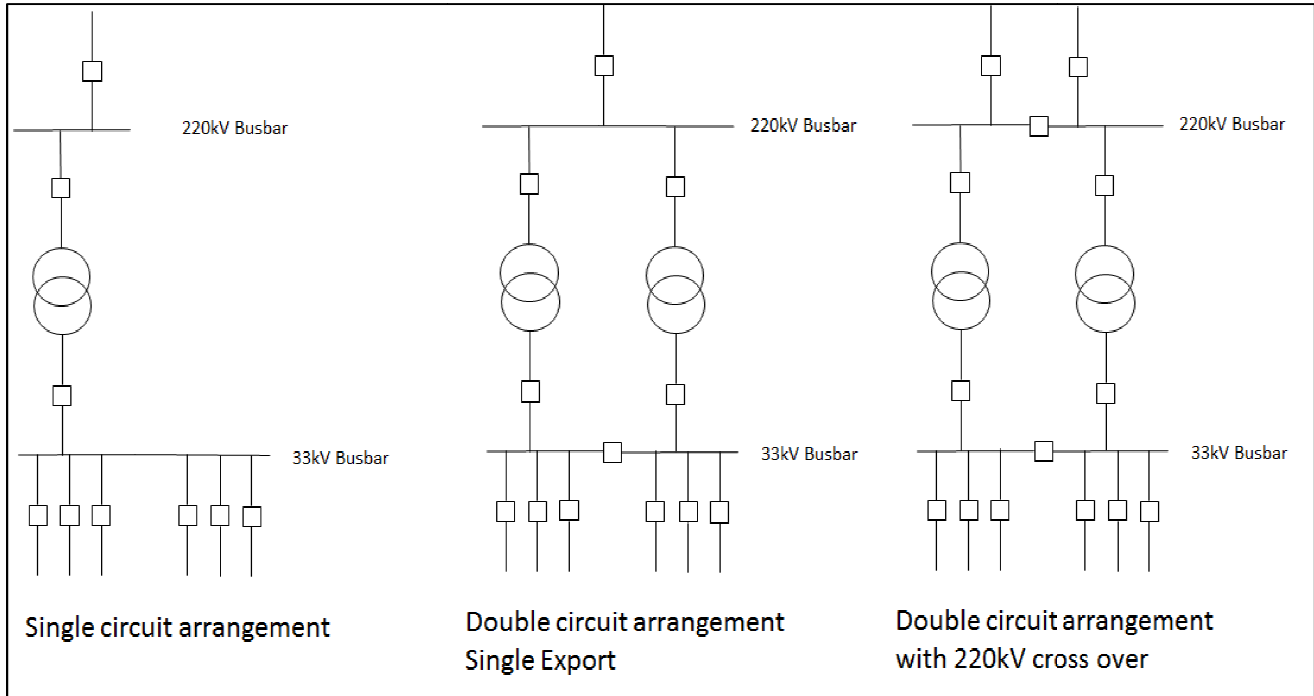 220kV Busbar
33kV Busbar
Single circuit arrangement
220kV Busbar
33kV Busbar
Double circuit arrangement
Single Export
220kV Busbar
33kV Busbar
Double circuit arrangement
with 220kV cross over